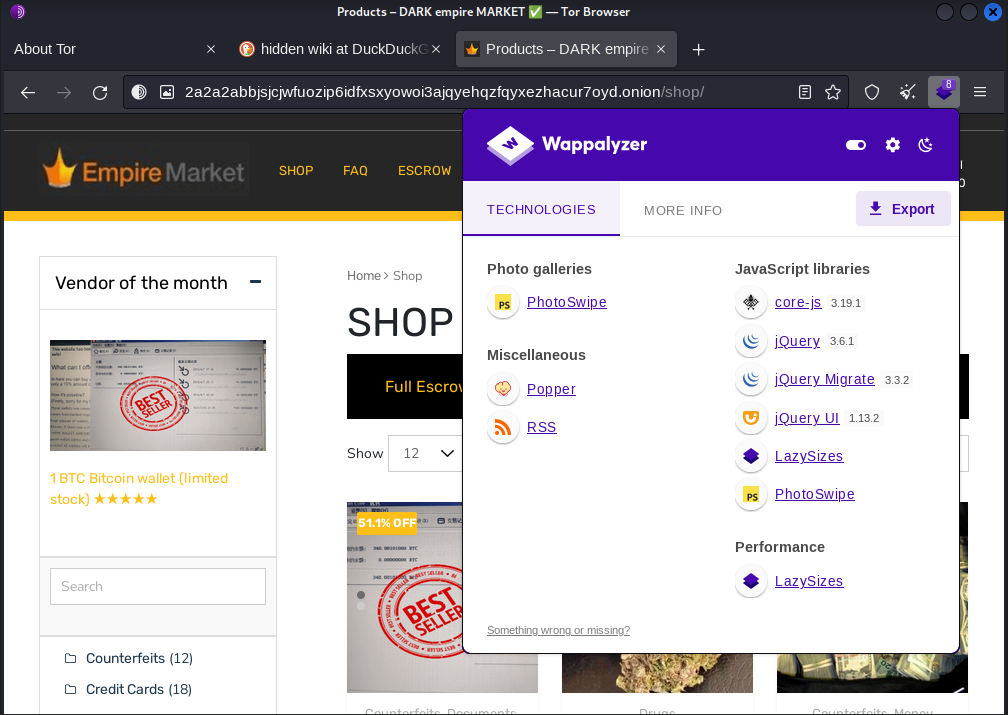 Products – DARK empire MARKET ✅ — Tor Browser
About Tor
hidden wiki at DuckDuckG
Products – DARK empire
2a2a2abbjsjcjwfuozip6idfxsxyowoi3ajqyehqzfqyxezhacur7oyd.onion/shop/
8
Wappalyzer
Empire Market
SHOP FAQ ESCROW
TECHNOLOGIES MORE INFO Export
Vendor of the month
Home > Shop
SHOP
Photo galleries
PhotoSwipe
Miscellaneous
Popper
RSS
JavaScript libraries
core-js 3.19.1
jQuery 3.6.1
jQuery Migrate 3.3.2
jQuery UI 1.13.2
LazySizes
PhotoSwipe
Performance
LazySizes
Something wrong or missing?
BEST SELLER
1 BTC Bitcoin wallet (limited
stock) ★★★★★
Full Escrow
Show 12
51.1% OFF
BEST SELLER
Search
Counterfeits (12)
Credit Cards (18)
Counterfeits, Documents
Drugs
Counterfeits, Money